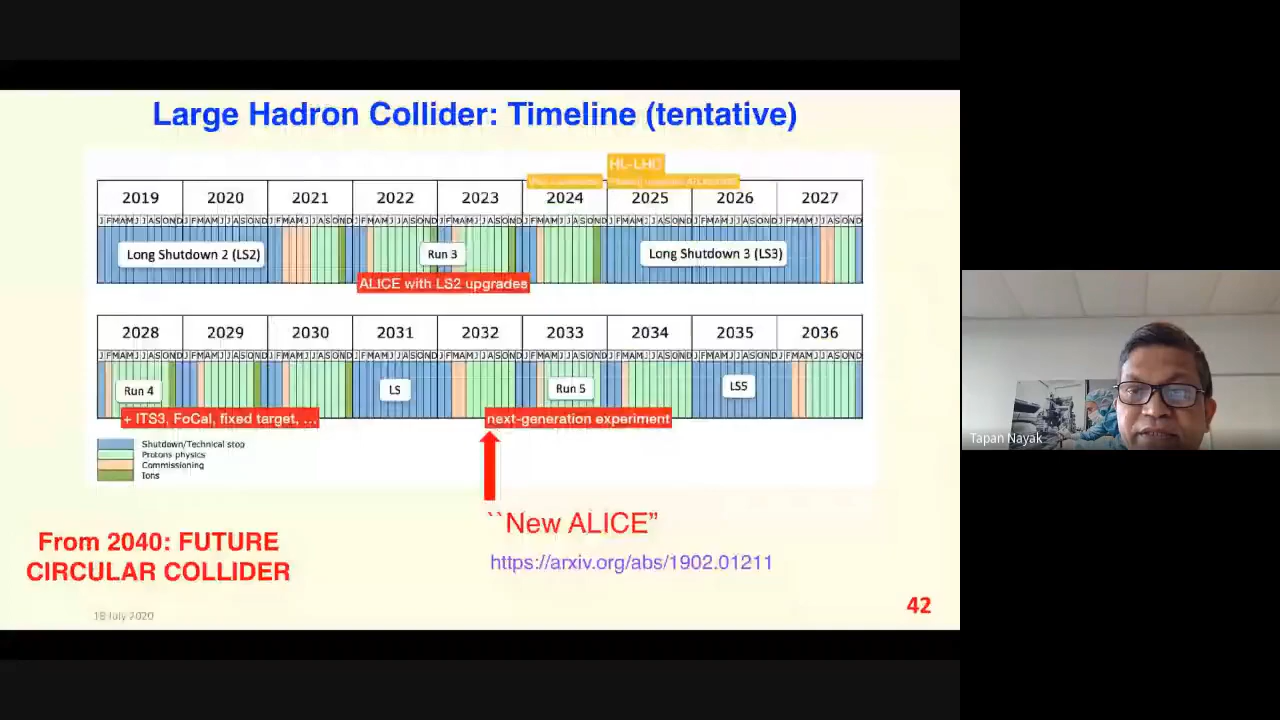 Large Hadron Collider: Timeline (tentative)
HL-LHC
2019 2020 2021 2022 2023 2024 2025 2026 2027
J F M A M J J A S O N D J F M A M J J A S O N D J F M A M J J A S O N D J F M A M J J A S O N D J F M A M J J A S O N D J F M A M J J A S O N D J F M A M J J A S O N D J F M A M J J A S O N D J F M A M J J A S O N D
Long Shutdown 2 (LS2) Run 3 Long Shutdown 3 (LS3)
ALICE with LS2 upgrades
2028 2029 2030 2031 2032 2033 2034 2035 2036
J F M A M J J A S O N D J F M A M J J A S O N D J F M A M J J A S O N D J F M A M J J A S O N D J F M A M J J A S O N D J F M A M J J A S O N D J F M A M J J A S O N D J F M A M J J A S O N D J F M A M J J A S O N D
Run 4 LS Run 5 LS5
+ ITS3, FoCal, fixed target, ... next-generation experiment
Shutdown/Technical stop
Protons physics
Commissioning
Ions
``New ALICE”
https://arxiv.org/abs/1902.01211
From 2040: FUTURE
CIRCULAR COLLIDER
18 July 2020
42
Tapan Nayak